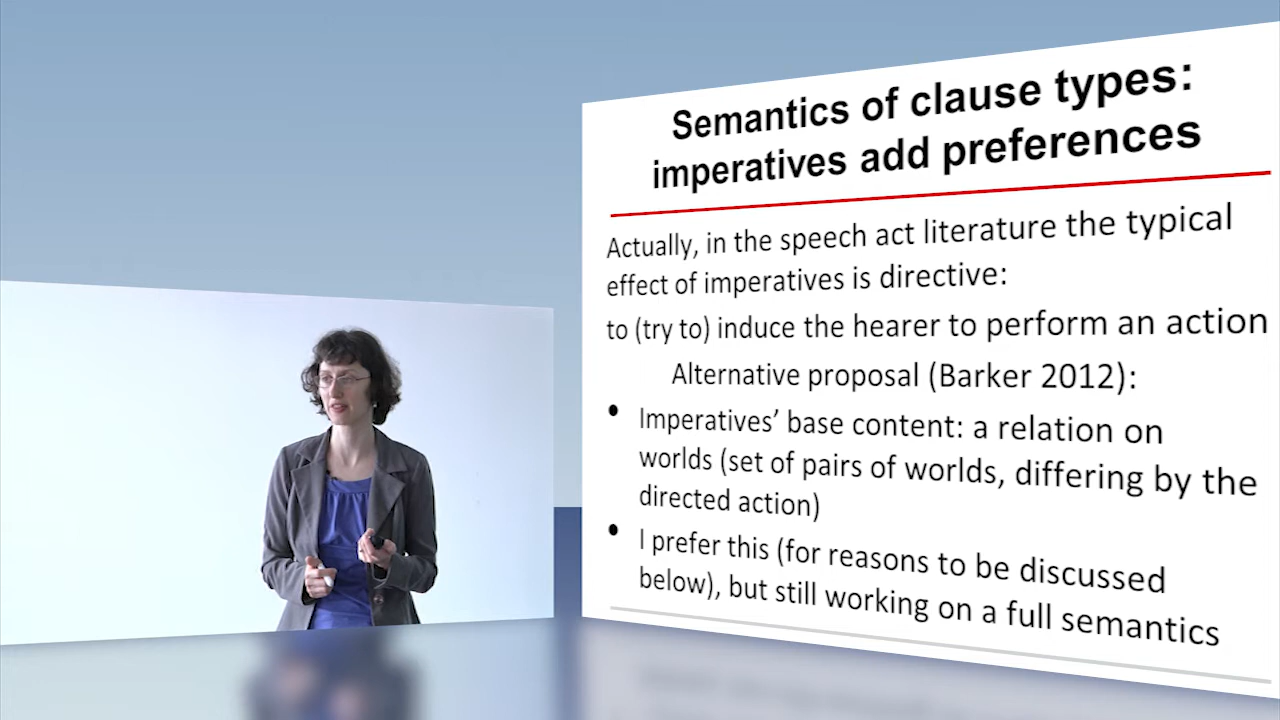 Semantics of clause types:
imperatives add preferences
Actually, in the speech act literature the typical
effect of imperatives is directive:
to (try to) induce the hearer to perform an action
Alternative proposal (Barker 2012):
• Imperatives’ base content: a relation on
worlds (set of pairs of worlds, differing by the
directed action)
• I prefer this (for reasons to be discussed
below), but still working on a full semantics